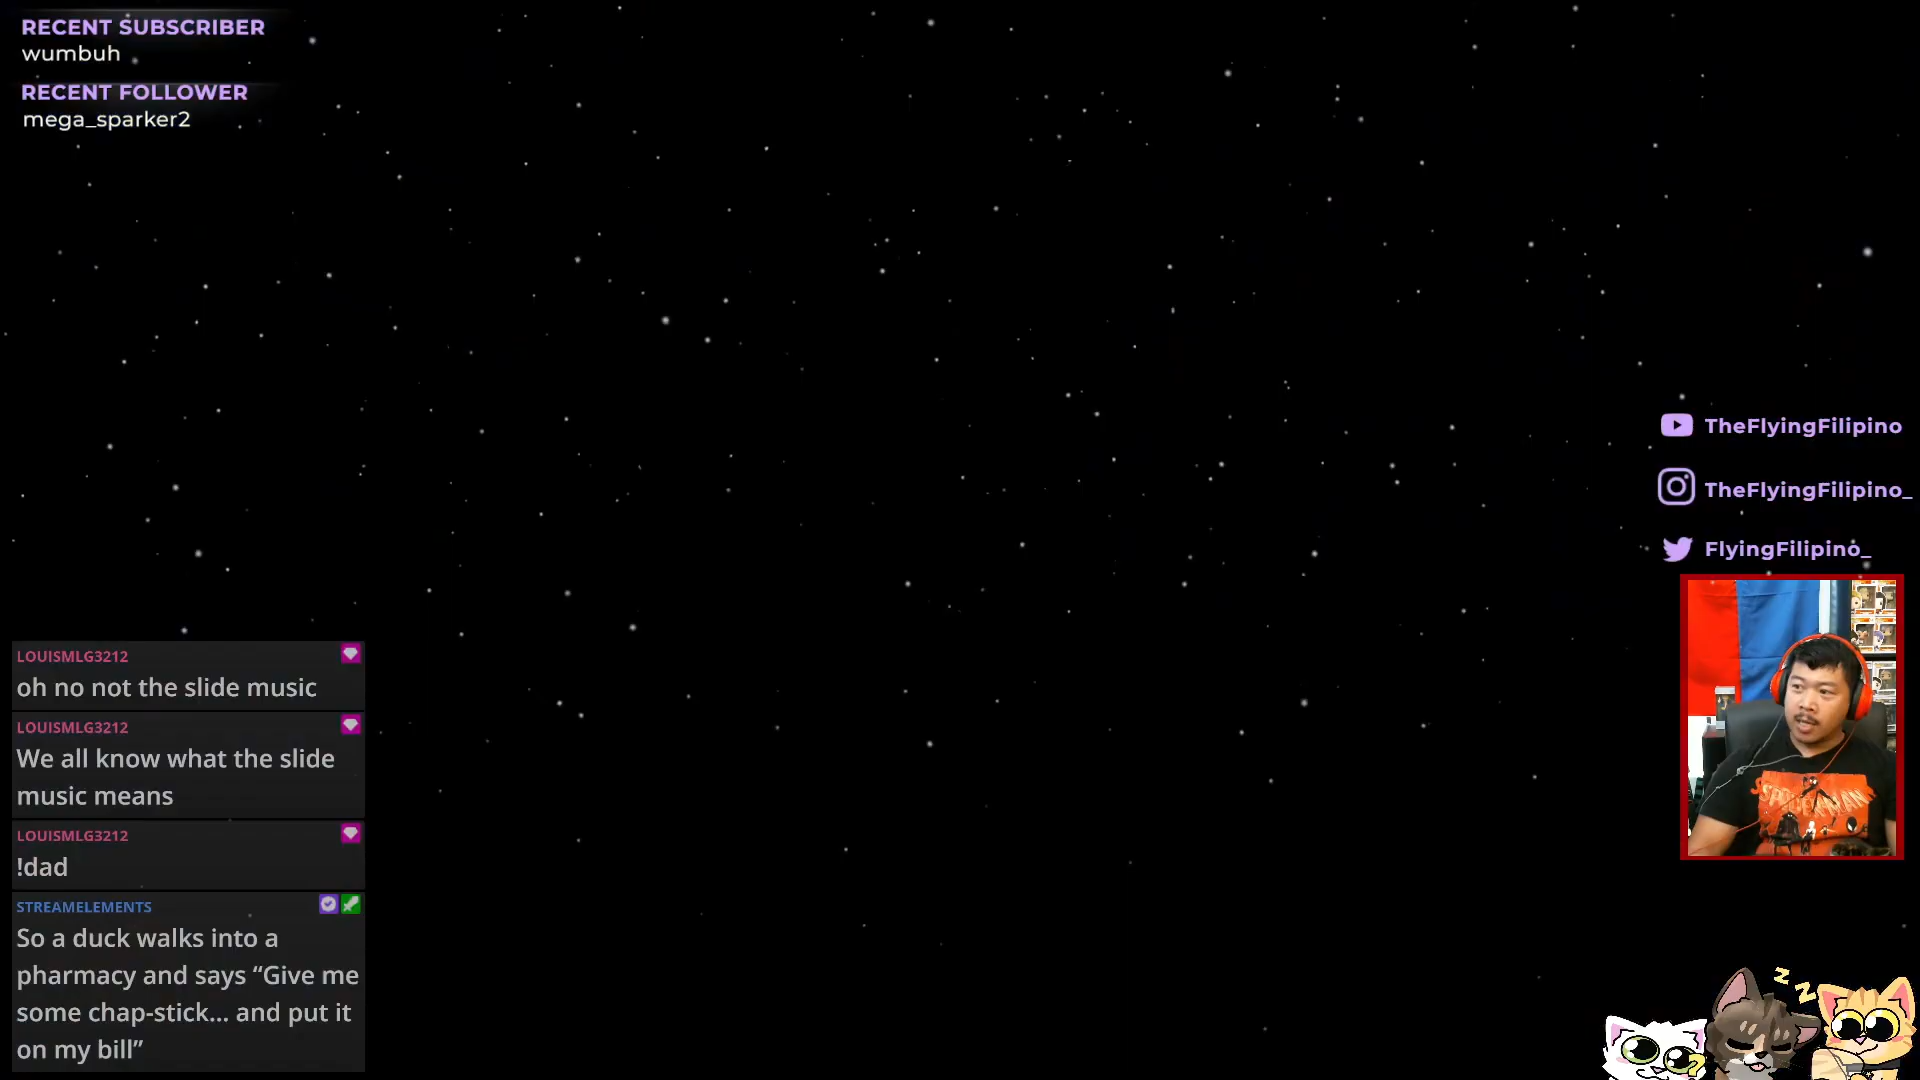 RECENT SUBSCRIBER
wumbuh
RECENT FOLLOWER
mega_sparker2
TheFlyingFilipino
TheFlyingFilipino_
FlyingFilipino_
LOUISMLG3212
oh no not the slide music
LOUISMLG3212
We all know what the slide
music means
LOUISMLG3212
!dad
STREAMELEMENTS
So a duck walks into a
pharmacy and says “Give me
some chap-stick... and put it
on my bill”
SPIDER-MAN
z
z
?